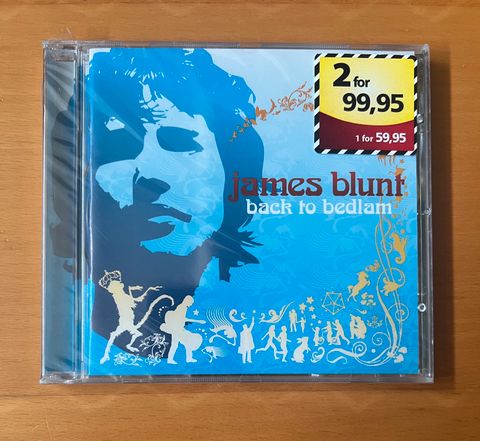 2 for
99,95
1 for 59,95
james blunt
back to bedlam